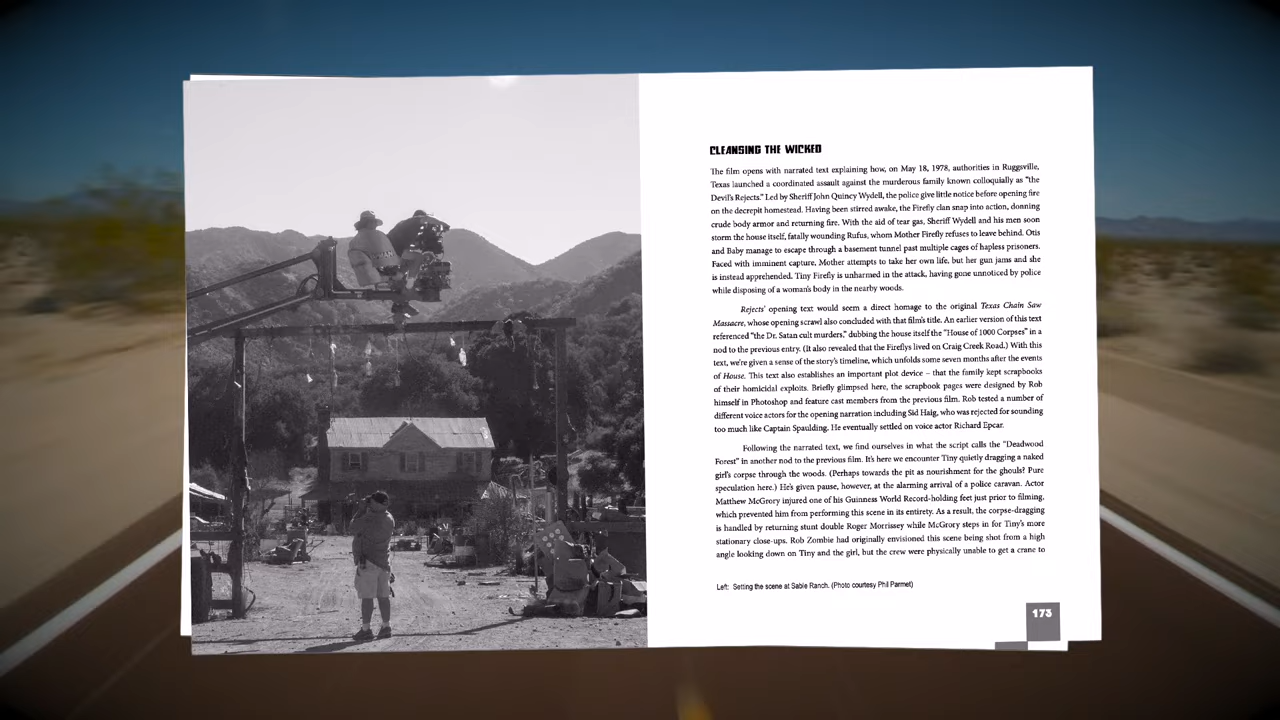 CLEANSING THE WICKED
The film opens with narrated text explaining how, on May 18, 1978, authorities in Ruggsville,
Texas launched a coordinated assault against the murderous family known colloquially as "the
Devil's Rejects." Led by Sheriff John Quincy Wydell, the police give little notice before opening fire
on the decrepit homestead. Having been stirred awake, the Firefly clan snap into action, donning
crude body armor and returning fire. With the aid of tear gas, Sheriff Wydell and his men soon
storm the house itself, fatally wounding Rufus, whom Mother Firefly refuses to leave behind. Otis
and Baby manage to escape through a basement tunnel past multiple cages of hapless prisoners.
Faced with imminent capture, Mother attempts to take her own life, but her gun jams and she
is instead apprehended. Tiny Firefly is unharmed in the attack, having gone unnoticed by police
while disposing of a woman's body in the nearby woods.
Rejects' opening text would seem a direct homage to the original Texas Chain Saw
Massacre, whose opening scrawl also concluded with that film's title. An earlier version of this text
referenced "the Dr. Satan cult murders," dubbing the house itself the "House of 1000 Corpses" in a
nod to the previous entry. (It also revealed that the Fireflys lived on Craig Creek Road.) With this
text, we're given a sense of the story's timeline, which unfolds some seven months after the events
of House. This text also establishes an important plot device – that the family kept scrapbooks
of their homicidal exploits. Briefly glimpsed here, the scrapbook pages were designed by Rob
himself in Photoshop and feature cast members from the previous film. Rob tested a number of
different voice actors for the opening narration including Sid Haig, who was rejected for sounding
too much like Captain Spaulding. He eventually settled on voice actor Richard Epcar.
Following the narrated text, we find ourselves in what the script calls the "Deadwood
Forest" in another nod to the previous film. It's here we encounter Tiny quietly dragging a naked
girl's corpse through the woods. (Perhaps towards the pit as nourishment for the ghouls? Pure
speculation here.) He's given pause, however, at the alarming arrival of a police caravan. Actor
Matthew McGrory injured one of his Guinness World Record-holding feet just prior to filming,
which prevented him from performing this scene in its entirety. As a result, the corpse-dragging
is handled by returning stunt double Roger Morrissey while McGrory steps in for Tiny's more
stationary close-ups. Rob Zombie had originally envisioned this scene being shot from a high
angle looking down on Tiny and the girl, but the crew were physically unable to get a crane to
Left: Setting the scene at Sable Ranch. (Photo courtesy Phil Parmet)
173